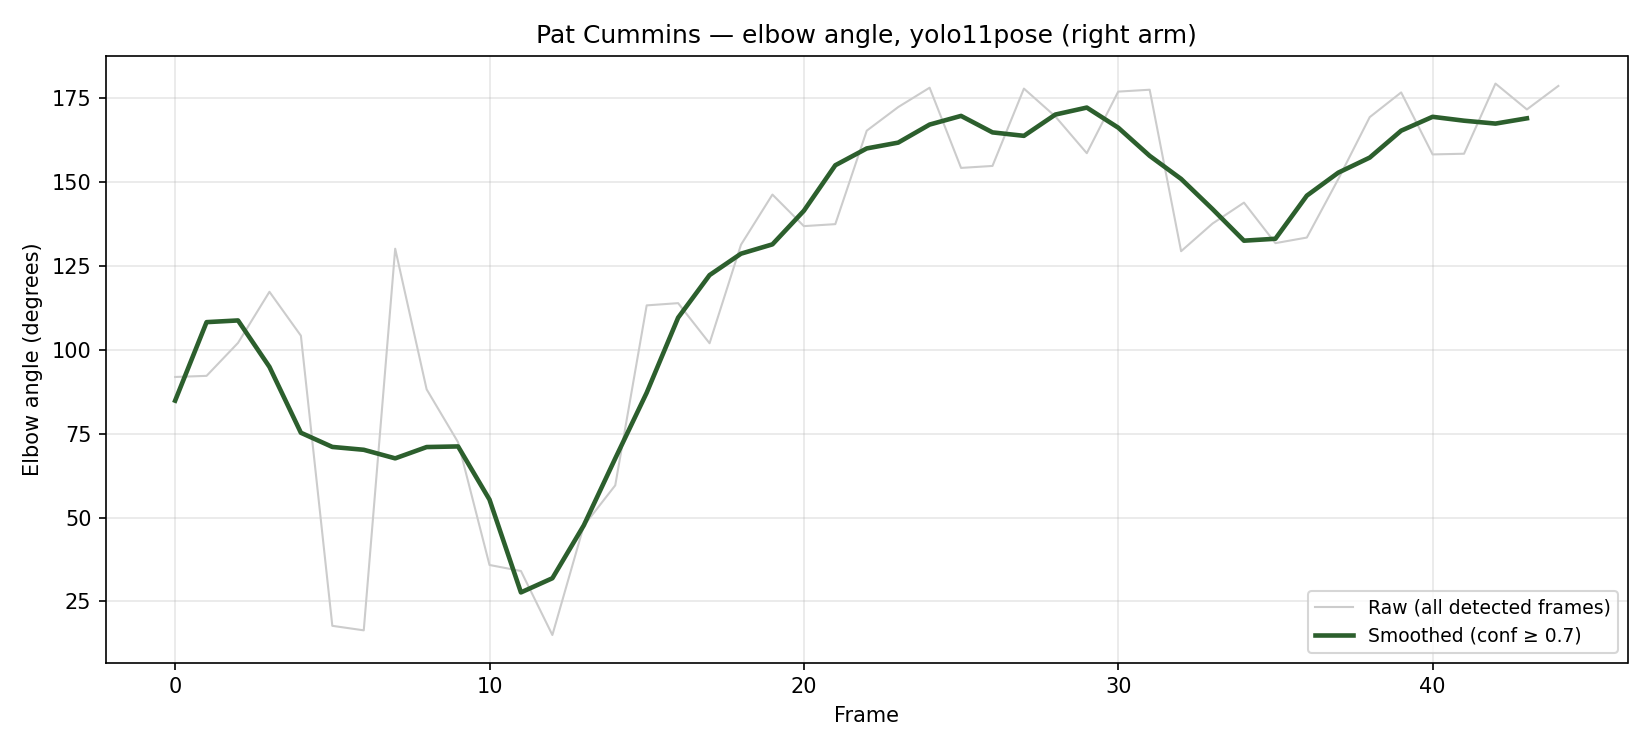 Pat Cummins — elbow angle, yolo11pose (right arm)
Elbow angle (degrees)
175
150
125
100
75
50
25
0
10
20
30
40
Frame
Raw (all detected frames)
Smoothed (conf ≥ 0.7)